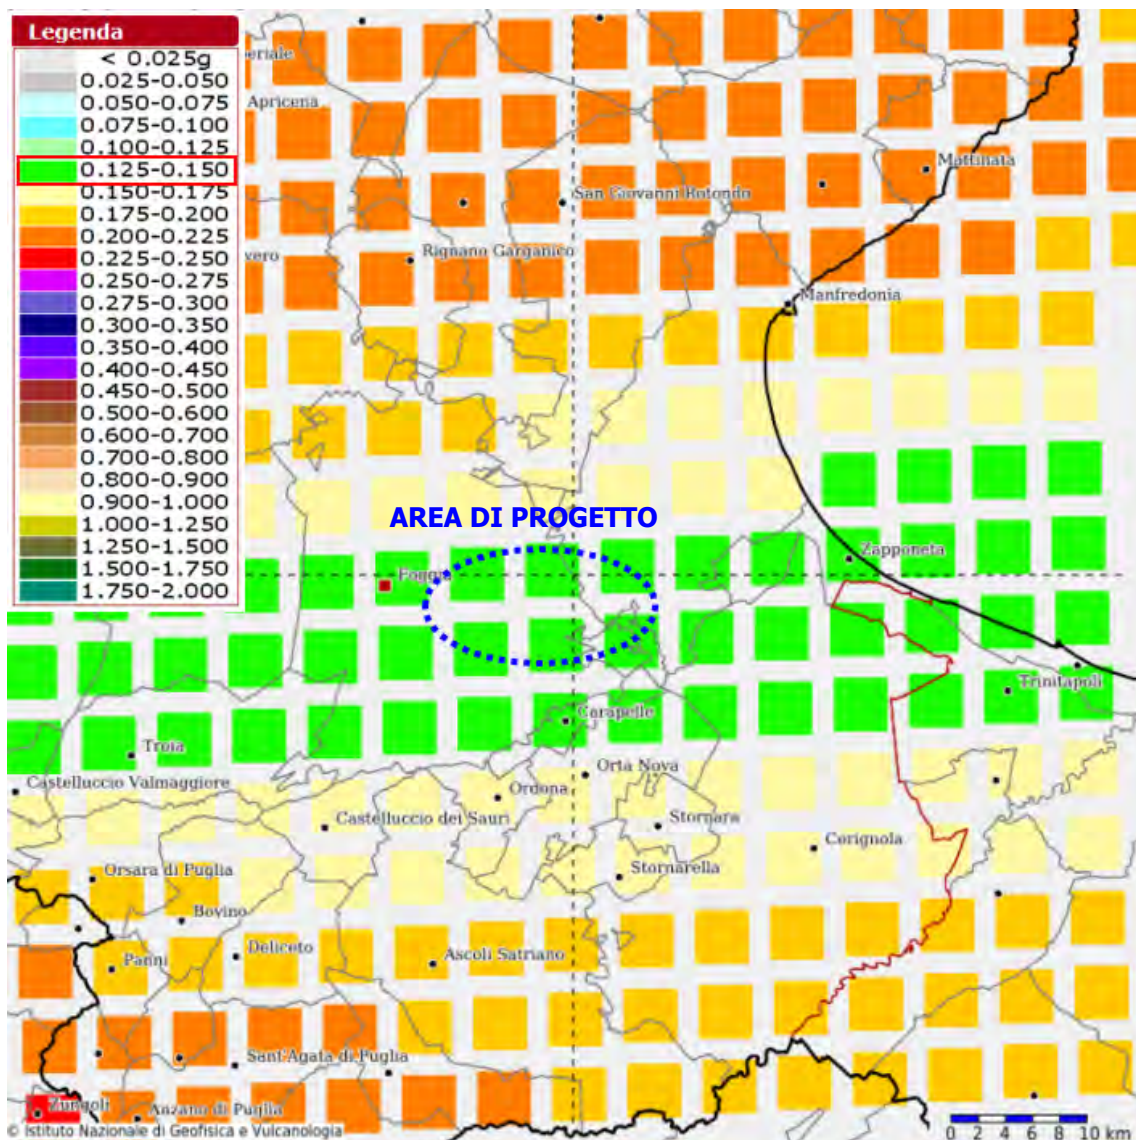 Legenda
< 0.025g
0.025-0.050
0.050-0.075
0.075-0.100
0.100-0.125
0.125-0.150
0.150-0.175
0.175-0.200
0.200-0.225
0.225-0.250
0.250-0.275
0.275-0.300
0.300-0.350
0.350-0.400
0.400-0.450
0.450-0.500
0.500-0.600
0.600-0.700
0.700-0.800
0.800-0.900
0.900-1.000
1.000-1.250
1.250-1.500
1.500-1.750
1.750-2.000
eriale
Apricena
Mattinata
San Giovanni Rotondo
vero
Rignano Garganico
Manfredonia
AREA DI PROGETTO
Zapponeta
Foggia
Trinitapoli
Carapelle
Troia
Castelluccio Valmaggiore
Orta Nova
Ordona
Castelluccio dei Sauri
Stornara
Cerignola
Orsara di Puglia
Stornarella
Bovino
Deliceto
Panni
Ascoli Satriano
Sant'Agata di Puglia
Zungoli
Anzano di Puglia
© Istituto Nazionale di Geofisica e Vulcanologia
0 2 4 6 8 10 km